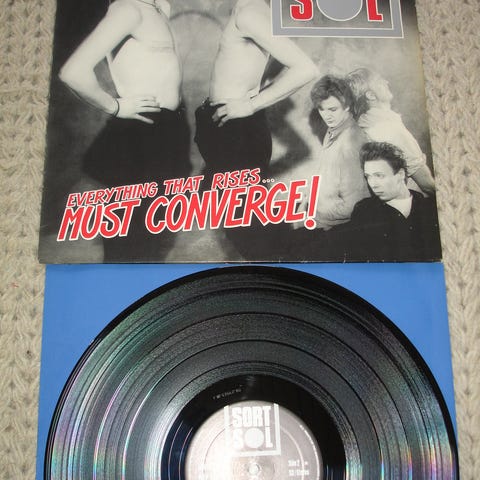 SOL
EVERYTHING THAT RISES...
MUST CONVERGE!
SORT
SOL